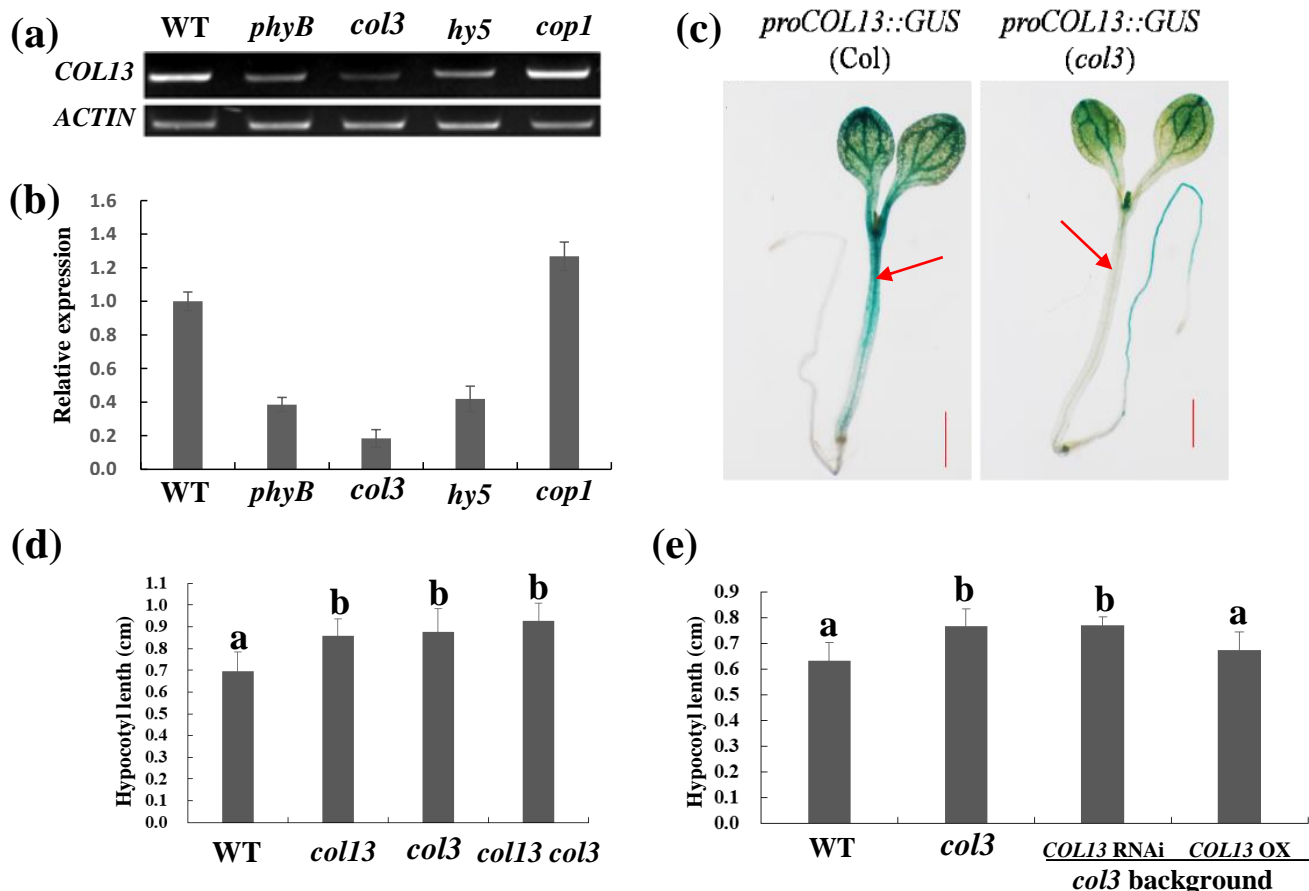 (a)
WT phyB col3 hy5 cop1
COL13
ACTIN
(b)
Relative expression
1.6
1.4
1.2
1.0
0.8
0.6
0.4
0.2
0.0
WT phyB col3 hy5 cop1
(c)
proCOL13::GUS
(Col)
proCOL13::GUS
(col3)
(d)
Hypocotyl lenth (cm)
1.1
1.0
0.9
0.8
0.7
0.6
0.5
0.4
0.3
0.2
0.1
0.0
a b b b
WT col13 col3 col13 col3
(e)
Hypocotyl lenth (cm)
0.9
0.8
0.7
0.6
0.5
0.4
0.3
0.2
0.1
0.0
a b b a
WT col3 COL13 RNAi COL13 OX
col3 background